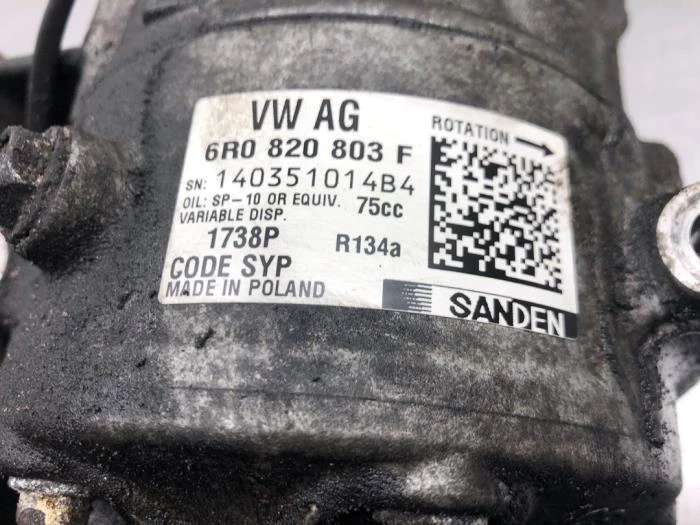 VW AG
ROTATION
6R0 820 803 F
SN: 140351014B4
OIL: SP-10 OR EQUIV. 75cc
VARIABLE DISP.
1738P R134a
CODE SYP
MADE IN POLAND
SANDEN